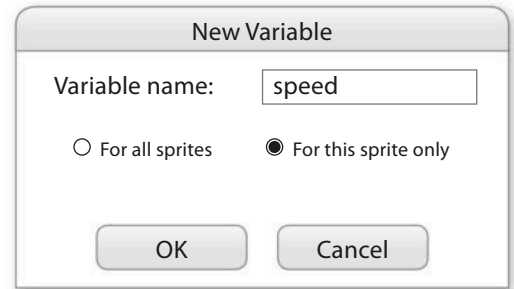 New Variable
Variable name: speed
For all sprites For this sprite only
OK Cancel